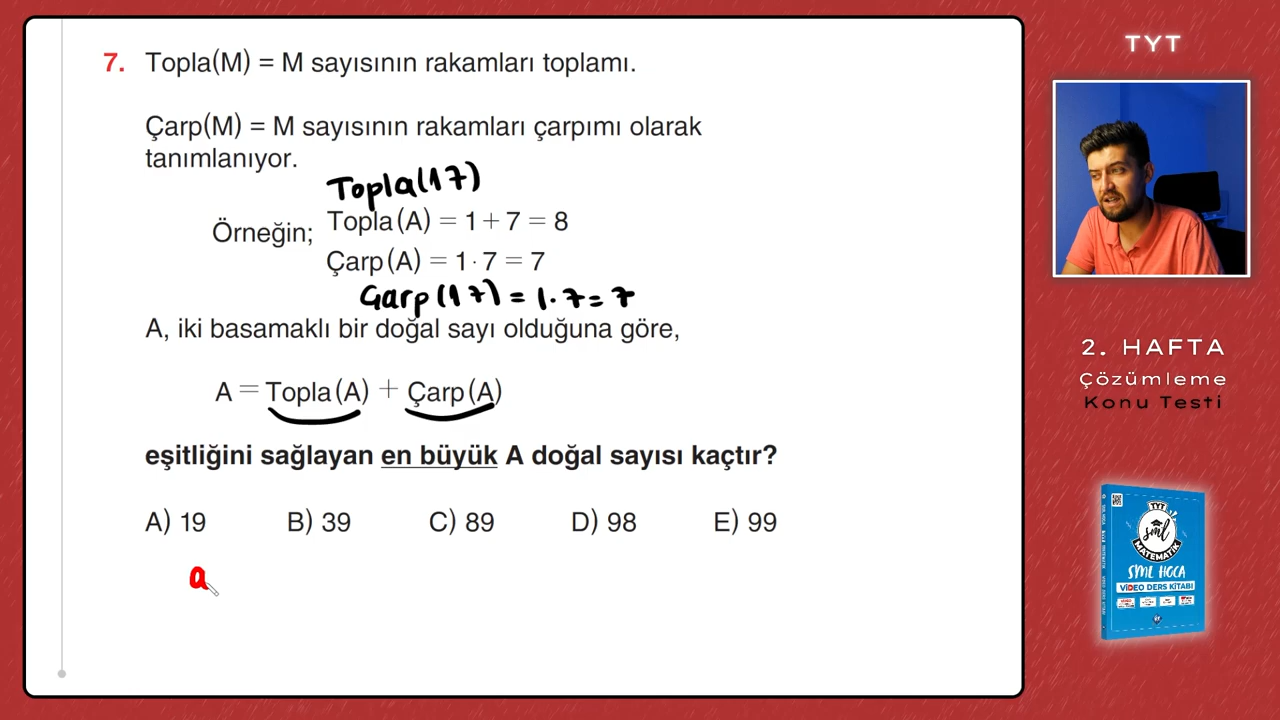 7. Topla(M) = M sayısının rakamları toplamı.
Çarp(M) = M sayısının rakamları çarpımı olarak
tanımlanıyor.
Topla(17)
Örneğin;
Topla(A) = 1 + 7 = 8
Çarp(A) = 1 · 7 = 7
Çarp(17) = 1.7=7
A, iki basamaklı bir doğal sayı olduğuna göre,
A = Topla(A) + Çarp(A)
eşitliğini sağlayan en büyük A doğal sayısı kaçtır?
A) 19 B) 39 C) 89 D) 98 E) 99
a
TYT
2. HAFTA
Çözümleme
Konu Testi
TYT
sml
MATEMATİK
SML HOCA
VİDEO DERS KİTABI